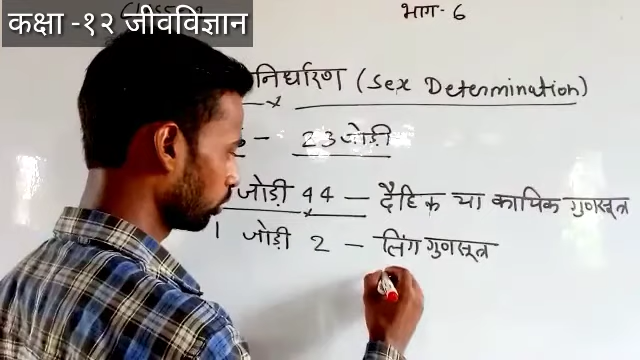 कक्षा -१२ जीवविज्ञान
भाग- 6
निर्धारण (Sex Determination)
- 23 जोड़ी
जोड़ी 44 - दैहिक या कायिक गुणसूत्र
1 जोड़ी 2 - लिंग गुणसूत्र